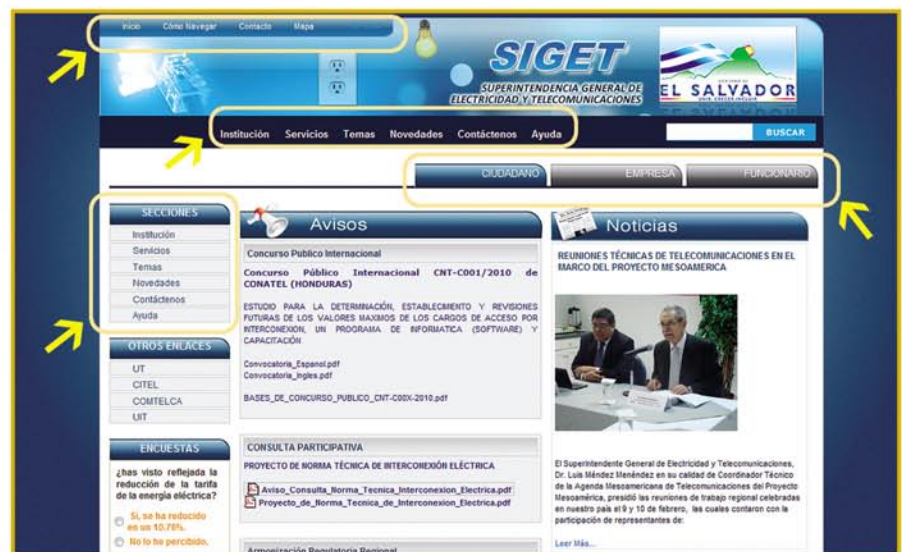 Inicio Cómo Navegar Contacto Mapa
SIGET
SUPERINTENDENCIA GENERAL DE
ELECTRICIDAD Y TELECOMUNICACIONES
GOBIERNO DE
EL SALVADOR
UNIR, CRECER, INCLUIR
Institución Servicios Temas Novedades Contáctenos Ayuda
BUSCAR
CIUDADANO EMPRESA FUNCIONARIO
SECCIONES
Institución
Servicios
Temas
Novedades
Contáctenos
Ayuda
OTROS ENLACES
UT
CITEL
COMTELCA
UIT
ENCUESTAS
¿has visto reflejada la
reducción de la tarifa
de la energía eléctrica?
Si, se ha reducido
en un 10.78%.
No lo he percibido.
Avisos
Concurso Publico Internacional
Concurso Público Internacional CNT-C001/2010 de
CONATEL (HONDURAS)
ESTUDIO PARA LA DETERMINACIÓN, ESTABLECIMIENTO Y REVISIONES
FUTURAS DE LOS VALORES MAXIMOS DE LOS CARGOS DE ACCESO POR
INTERCONEXION, UN PROGRAMA DE INFORMATICA (SOFTWARE) Y
CAPACITACIÓN
Convocatoria_Espanol.pdf
Convocatoria_Ingles.pdf
BASES_DE_CONCURSO_PUBLICO_CNT-C00X-2010.pdf
CONSULTA PARTICIPATIVA
PROYECTO DE NORMA TÉCNICA DE INTERCONEXIÓN ELÉCTRICA
Aviso_Consulta_Norma_Tecnica_Interconexion_Electrica.pdf
Proyecto_de_Norma_Tecnica_de_Interconexion_Electrica.pdf
Armonización Regulatoria Regional
Noticias
REUNIONES TÉCNICAS DE TELECOMUNICACIONES EN EL
MARCO DEL PROYECTO MESOAMERICA
El Superintendente General de Electricidad y Telecomunicaciones,
Dr. Luis Méndez Menéndez en su calidad de Coordinador Técnico
de la Agenda Mesoamericana de Telecomunicaciones del Proyecto
Mesoamérica, presidió las reuniones de trabajo regional celebradas
en nuestro país el 9 y 10 de febrero, las cuales contaron con la
participación de representantes de:
Leer Más...